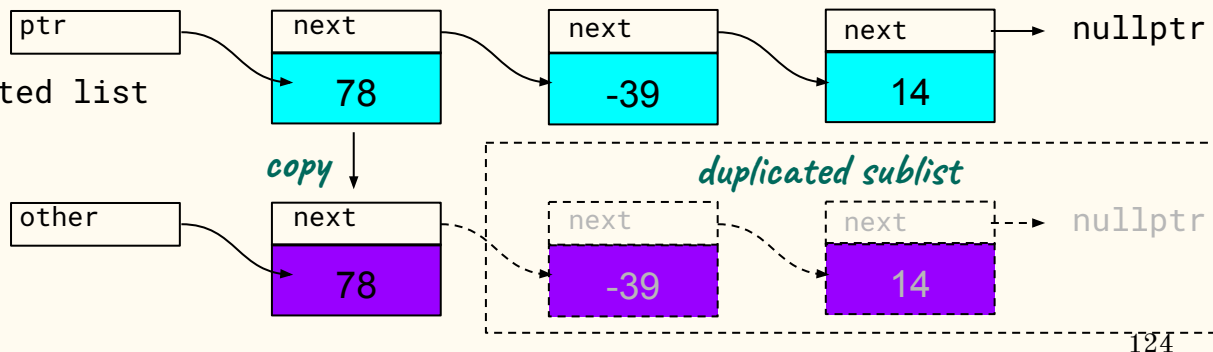 ptr next next next nullptr
78 -39 14
ted list
copy
duplicated sublist
other next next next nullptr
78 -39 14
124